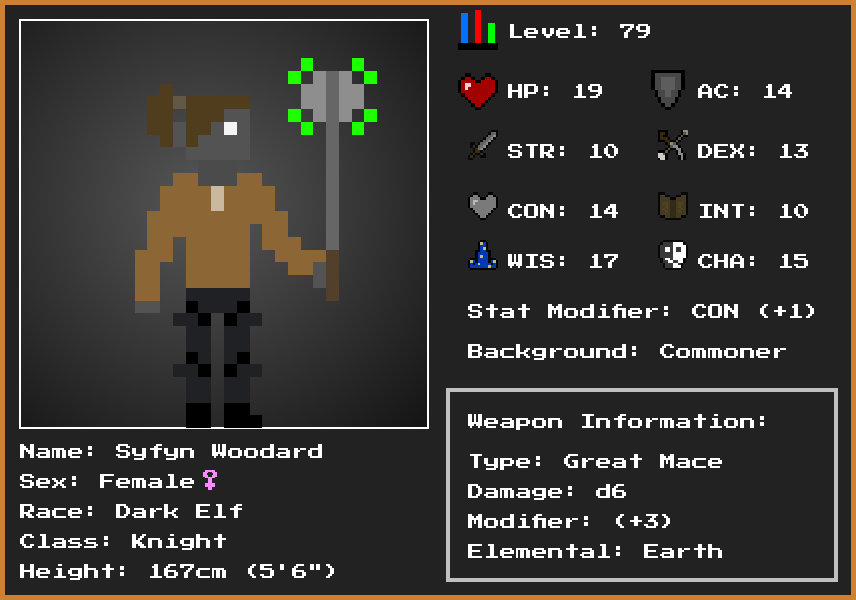 Level: 79
HP: 19 AC: 14
STR: 10 DEX: 13
CON: 14 INT: 10
WIS: 17 CHA: 15
Stat Modifier: CON (+1)
Background: Commoner
Weapon Information:
Type: Great Mace
Damage: d6
Modifier: (+3)
Elemental: Earth
Name: Syfyn Woodard
Sex: Female♀
Race: Dark Elf
Class: Knight
Height: 167cm (5'6")